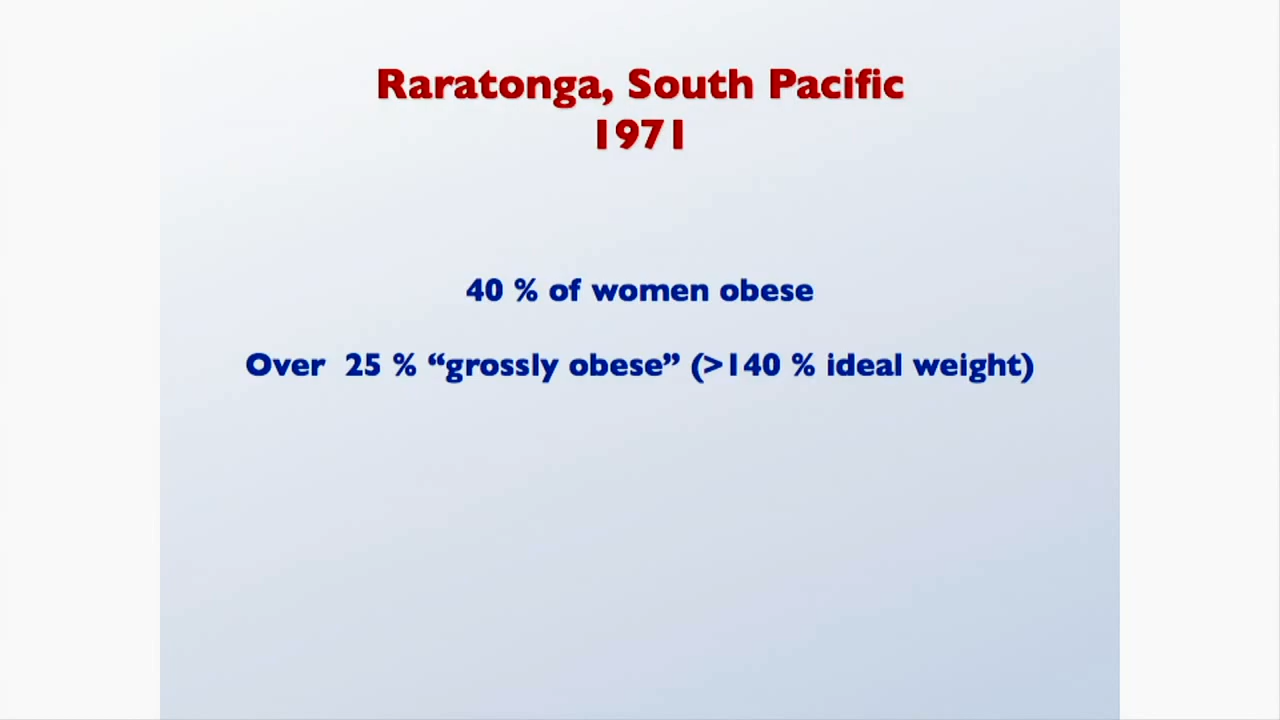 Raratonga, South Pacific
1971
40 % of women obese
Over 25 % “grossly obese” (>140 % ideal weight)